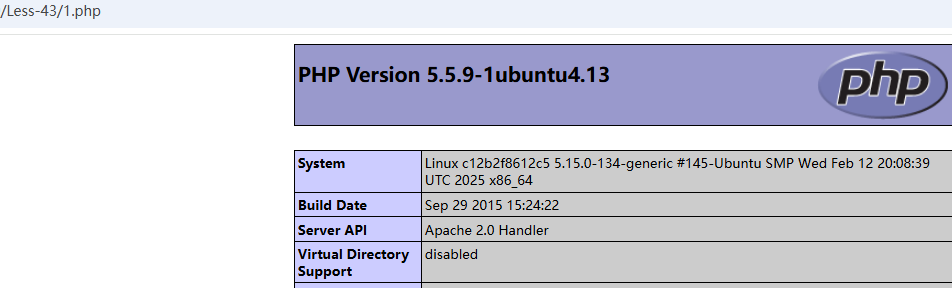 /Less-43/1.php
PHP Version 5.5.9-1ubuntu4.13
php
System Linux c12b2f8612c5 5.15.0-134-generic #145-Ubuntu SMP Wed Feb 12 20:08:39
UTC 2025 x86_64
Build Date Sep 29 2015 15:24:22
Server API Apache 2.0 Handler
Virtual Directory disabled
Support